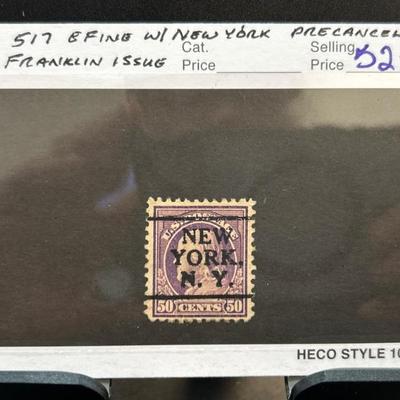 517 EFINE W/ NEW YORK PRECANCEL
FRANKLIN ISSUE
Cat. Price
Selling Price 52
NEW
YORK,
N. Y.
50 CENTS 50
HECO STYLE 10